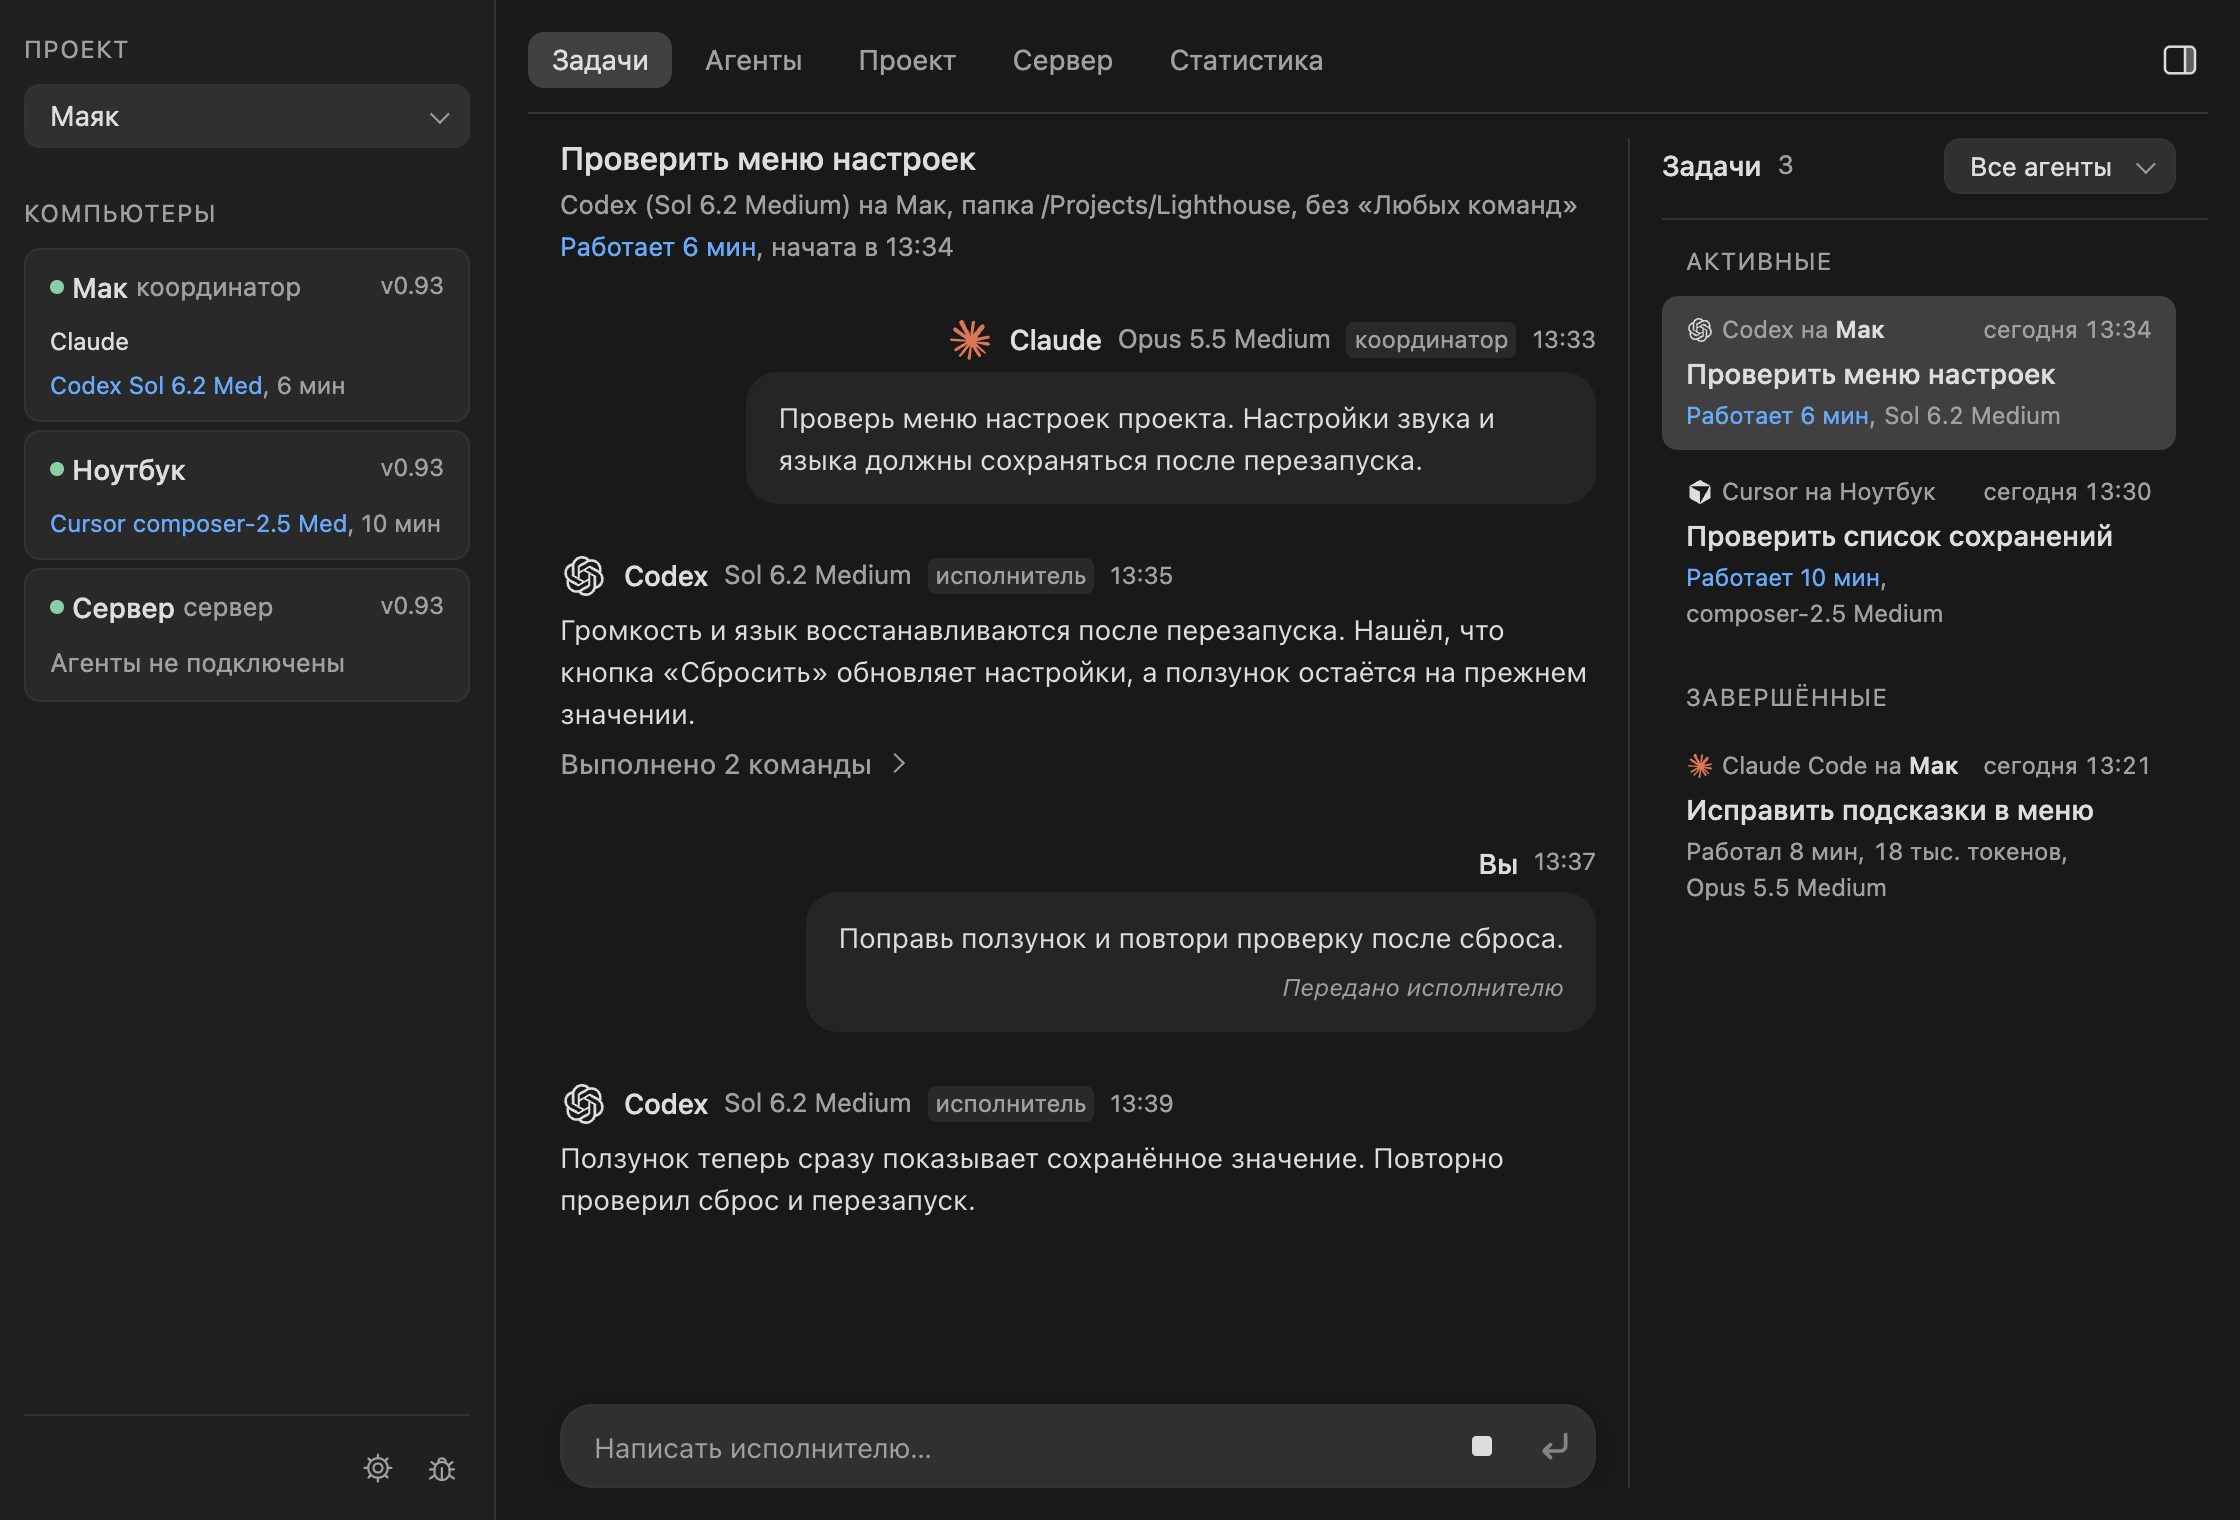 ПРОЕКТ
Маяк
КОМПЬЮТЕРЫ
Мак координатор v0.93
Claude
Codex Sol 6.2 Med, 6 мин
Ноутбук v0.93
Cursor composer-2.5 Med, 10 мин
Сервер сервер v0.93
Агенты не подключены
Задачи Агенты Проект Сервер Статистика
Проверить меню настроек
Codex (Sol 6.2 Medium) на Мак, папка /Projects/Lighthouse, без «Любых команд»
Работает 6 мин, начата в 13:34
Claude Opus 5.5 Medium координатор 13:33
Проверь меню настроек проекта. Настройки звука и
языка должны сохраняться после перезапуска.
Codex Sol 6.2 Medium исполнитель 13:35
Громкость и язык восстанавливаются после перезапуска. Нашёл, что
кнопка «Сбросить» обновляет настройки, а ползунок остаётся на прежнем
значении.
Выполнено 2 команды
Вы 13:37
Поправь ползунок и повтори проверку после сброса.
Передано исполнителю
Codex Sol 6.2 Medium исполнитель 13:39
Ползунок теперь сразу показывает сохранённое значение. Повторно
проверил сброс и перезапуск.
Написать исполнителю...
Задачи 3 Все агенты
АКТИВНЫЕ
Codex на Мак сегодня 13:34
Проверить меню настроек
Работает 6 мин, Sol 6.2 Medium
Cursor на Ноутбук сегодня 13:30
Проверить список сохранений
Работает 10 мин,
composer-2.5 Medium
ЗАВЕРШЁННЫЕ
Claude Code на Мак сегодня 13:21
Исправить подсказки в меню
Работал 8 мин, 18 тыс. токенов,
Opus 5.5 Medium